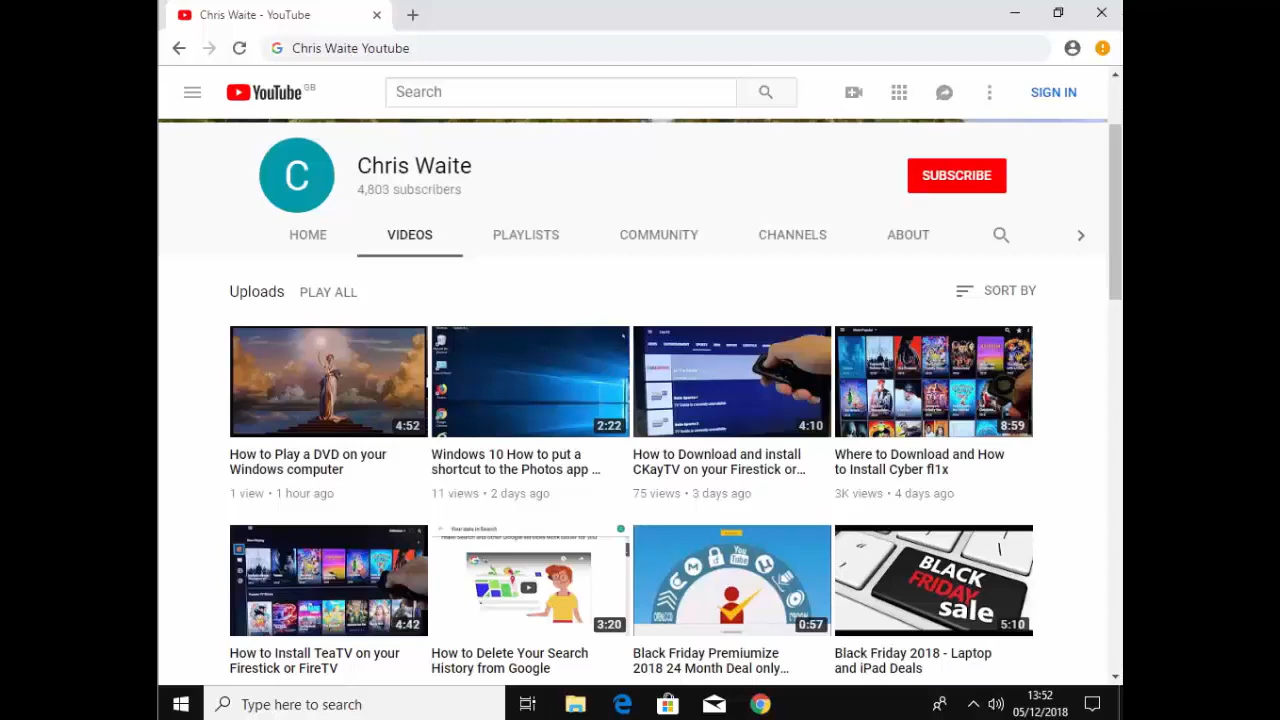 Chris Waite - YouTube
Chris Waite Youtube
YouTube GB
Search
SIGN IN
C
Chris Waite
4,803 subscribers
SUBSCRIBE
HOME
VIDEOS
PLAYLISTS
COMMUNITY
CHANNELS
ABOUT
Uploads
PLAY ALL
SORT BY
4:52
2:22
4:10
8:59
How to Play a DVD on your
Windows computer
1 view • 1 hour ago
Windows 10 How to put a
shortcut to the Photos app ...
11 views • 2 days ago
How to Download and install
CKayTV on your Firestick or...
75 views • 3 days ago
Where to Download and How
to Install Cyber fl1x
3K views • 4 days ago
Your data in Search
You Tube
BLACK
FRIDAY
sale
4:42
3:20
0:57
5:10
How to Install TeaTV on your
Firestick or FireTV
How to Delete Your Search
History from Google
Black Friday Premiumize
2018 24 Month Deal only...
Black Friday 2018 - Laptop
and iPad Deals
Type here to search
13:52
05/12/2018